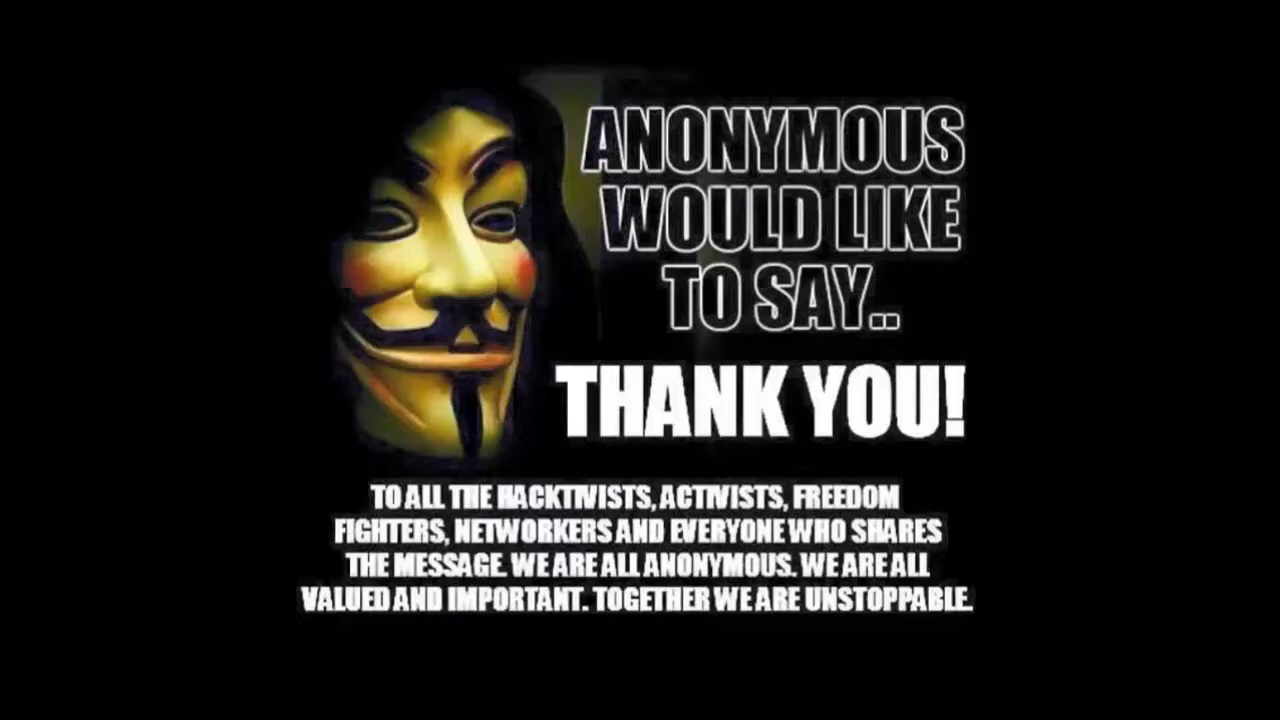 ANONYMOUS
WOULD LIKE
TO SAY..
THANK YOU!
TO ALL THE HACKTIVISTS, ACTIVISTS, FREEDOM
FIGHTERS, NETWORKERS AND EVERYONE WHO SHARES
THE MESSAGE. WE ARE ALL ANONYMOUS. WE ARE ALL
VALUED AND IMPORTANT. TOGETHER WE ARE UNSTOPPABLE.